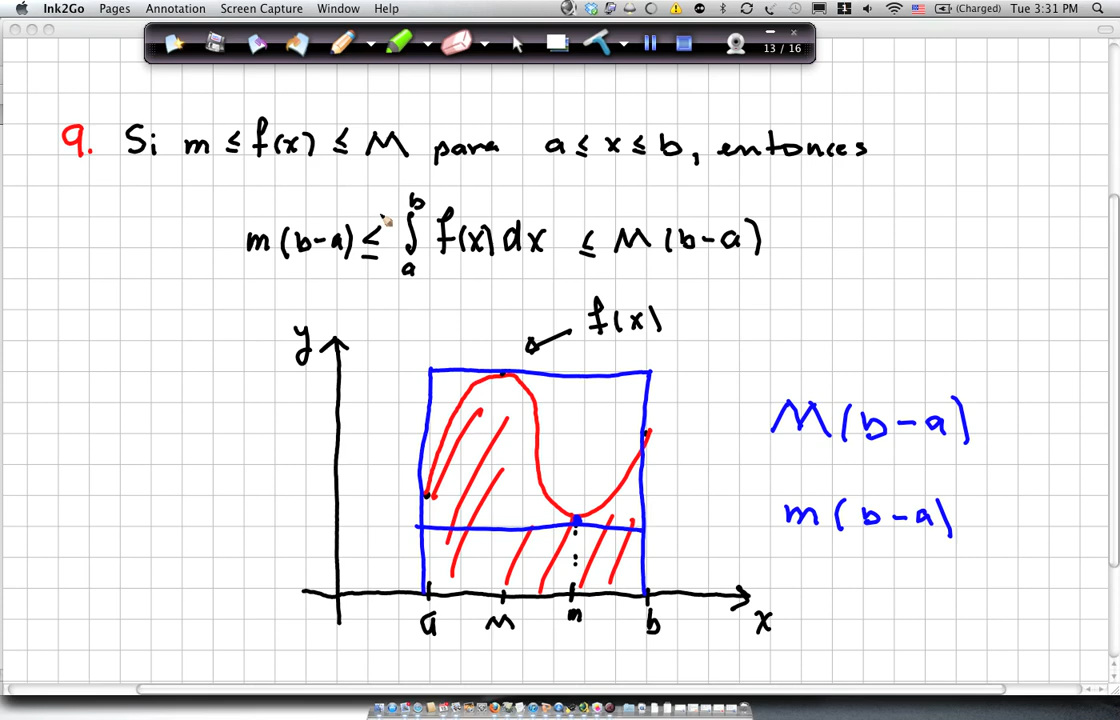 Ink2Go Pages Annotation Screen Capture Window Help (Charged) Tue 3:31 PM
13 / 16
9. Si m ≤ f(x) ≤ M para a ≤ x ≤ b, entonces
m(b-a) ≤ ∫_a^b f(x)dx ≤ M(b-a)
f(x)
y
M(b-a)
m(b-a)
a M m b x